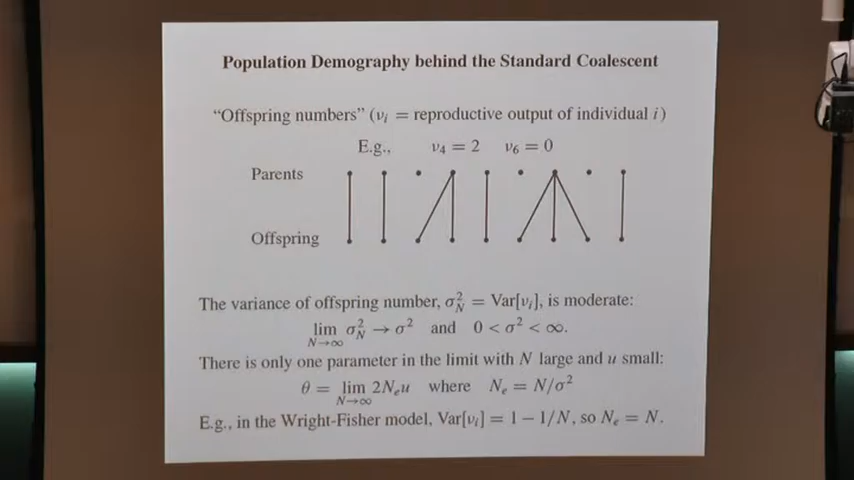 Population Demography behind the Standard Coalescent
“Offspring numbers” (νᵢ = reproductive output of individual i)
E.g., ν₄ = 2 ν₆ = 0
Parents
Offspring
The variance of offspring number, σ²_N = Var[νᵢ], is moderate:
lim_{N→∞} σ²_N → σ² and 0 < σ² < ∞.
There is only one parameter in the limit with N large and u small:
θ = lim_{N→∞} 2Nₑu where Nₑ = N/σ²
E.g., in the Wright-Fisher model, Var[νᵢ] = 1 − 1/N, so Nₑ = N.